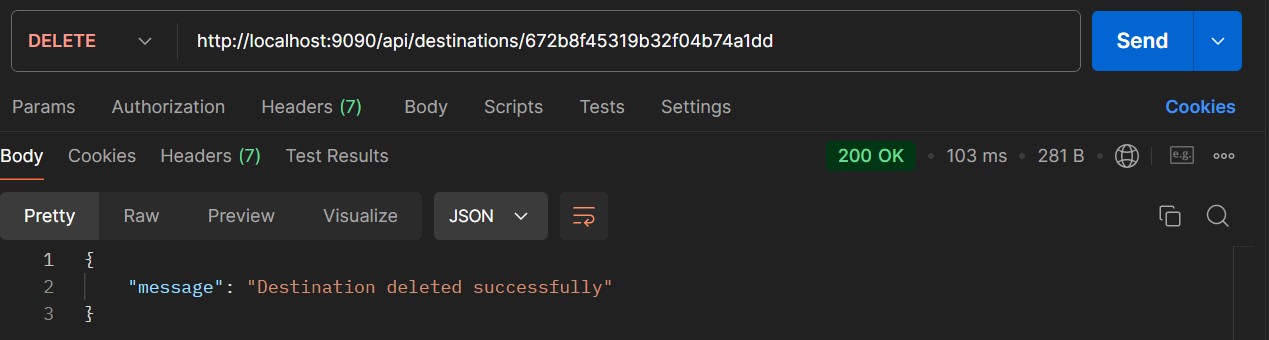 DELETE http://localhost:9090/api/destinations/672b8f45319b32f04b74a1dd Send
Params Authorization Headers (7) Body Scripts Tests Settings Cookies
Body Cookies Headers (7) Test Results 200 OK • 103 ms • 281 B • e.g.
Pretty Raw Preview Visualize JSON
1 {
2 "message": "Destination deleted successfully"
3 }